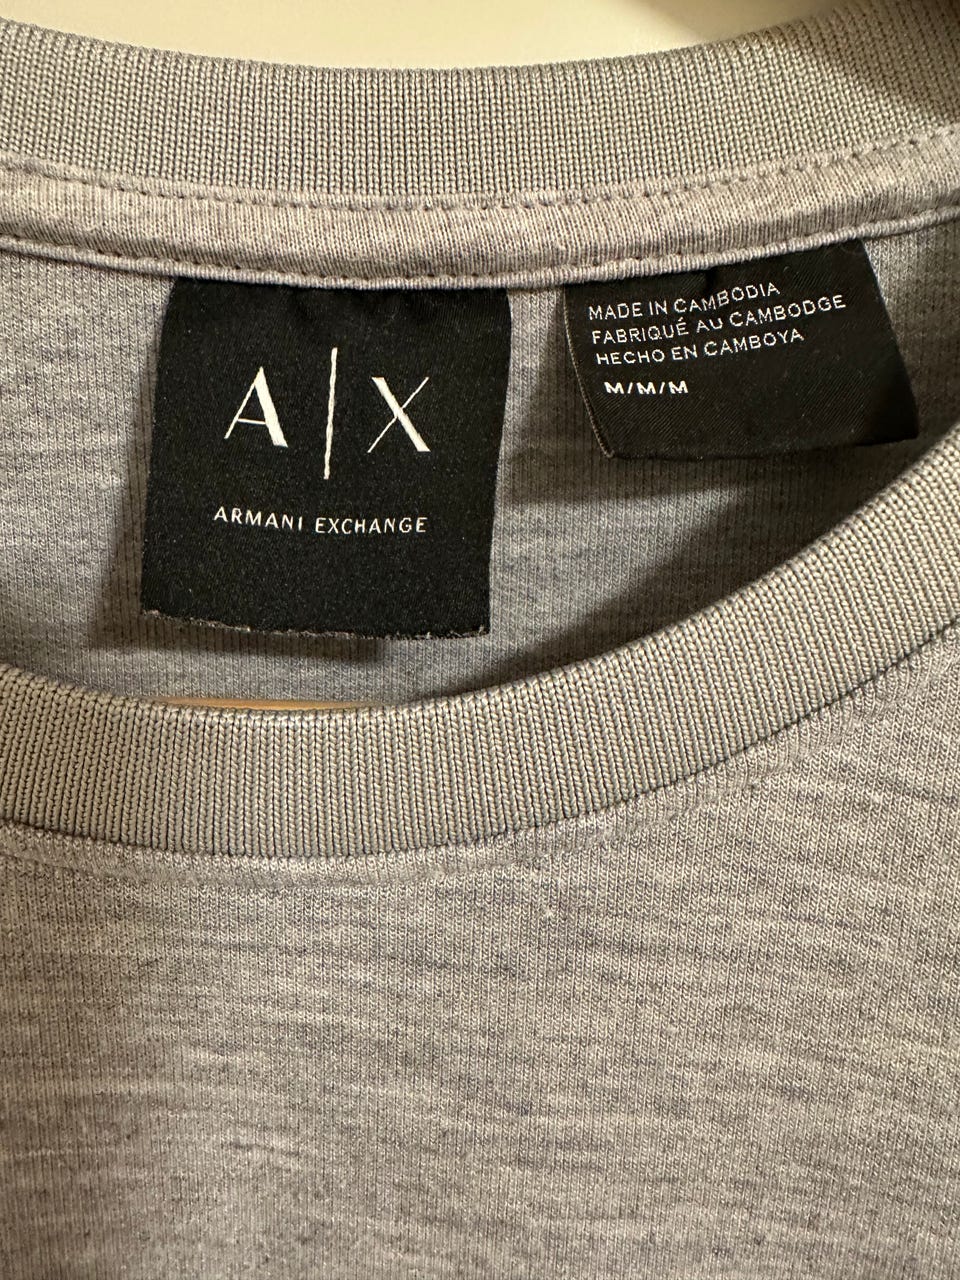 A|X
ARMANI EXCHANGE
MADE IN CAMBODIA
FABRIQUÉ AU CAMBODGE
HECHO EN CAMBOYA
M/M/M